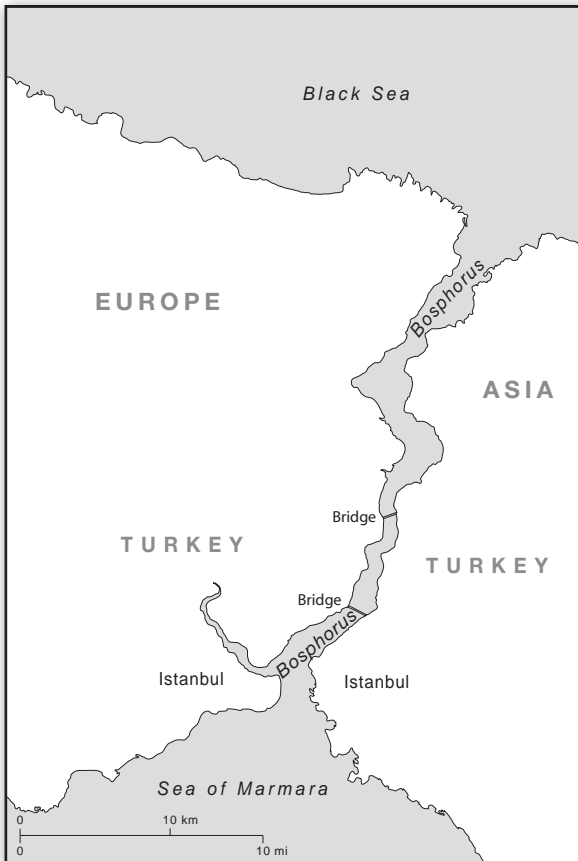 Black Sea
Bosphorus
EUROPE
ASIA
Bridge
TURKEY
TURKEY
Bridge
Bosphorus
Istanbul
Istanbul
Sea of Marmara
0 10 km
0 10 mi